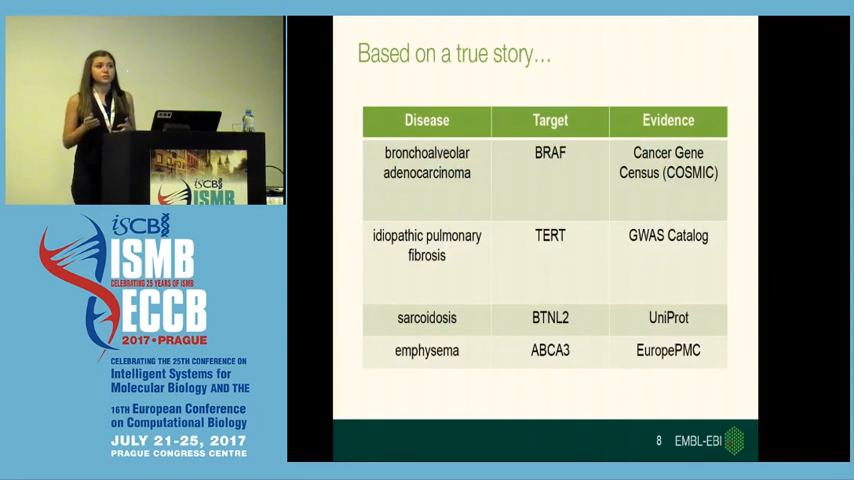 Based on a true story...
Disease Target Evidence
bronchoalveolar adenocarcinoma BRAF Cancer Gene Census (COSMIC)
idiopathic pulmonary fibrosis TERT GWAS Catalog
sarcoidosis BTNL2 UniProt
emphysema ABCA3 EuropePMC
8 EMBL-EBI
iSCB
ISMB
iSCB
ISMB
CELEBRATING 25 YEARS OF ISMB
ECCB
2017•PRAGUE
CELEBRATING THE 25TH CONFERENCE ON
Intelligent Systems for
Molecular Biology AND THE
16TH European Conference
on Computational Biology
JULY 21-25, 2017
PRAGUE CONGRESS CENTRE